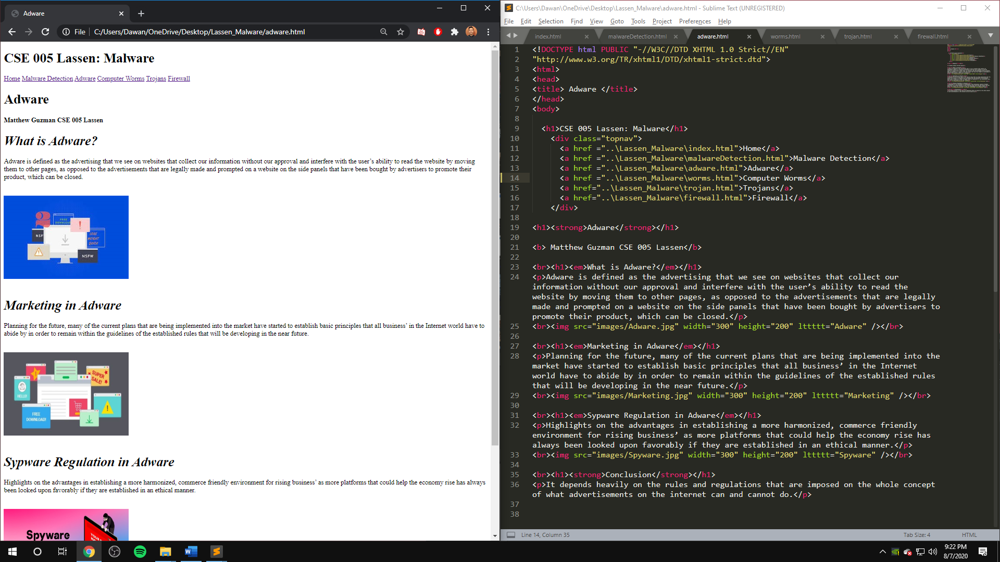 Adware
File
C:/Users/Dawan/OneDrive/Desktop/Lassen_Malware/adware.html
CSE 005 Lassen: Malware
Home Malware Detection Adware Computer Worms Trojans Firewall
Adware
Matthew Guzman CSE 005 Lassen
What is Adware?
Adware is defined as the advertising that we see on websites that collect our information without our approval and interfere with the user’s ability to read the website by moving
them to other pages, as opposed to the advertisements that are legally made and prompted on a website on the side panels that have been bought by advertisers to promote their
product, which can be closed.
FREE
DOWNLOAD
!
NSF
LOSE
WEIGHT
QUICK
NSFW
Marketing in Adware
Planning for the future, many of the current plans that are being implemented into the market have started to establish basic principles that all business’ in the Internet world have to
abide by in order to remain within the guidelines of the established rules that will be developing in the near future.
SUPER
SALE!
HELLO!
FREE
DOWNLOAD!
Sypware Regulation in Adware
Highlights on the advantages in establishing a more harmonized, commerce friendly environment for rising business’ as more platforms that could help the economy rise has always
been looked upon favorably if they are established in an ethical manner.
Spyware
C:\Users\Dawan\OneDrive\Desktop\Lassen_Malware\adware.html - Sublime Text (UNREGISTERED)
File Edit Selection Find View Goto Tools Project Preferences Help
index.html malwareDetection.html adware.html worms.html trojan.html firewall.html
1 <!DOCTYPE html PUBLIC "-//W3C//DTD XHTML 1.0 Strict//EN"
2 "http://www.w3.org/TR/xhtml1/DTD/xhtml1-strict.dtd">
3 <html>
4 <head>
5 <title> Adware </title>
6 </head>
7 <body>
8
9 <h1>CSE 005 Lassen: Malware</h1>
10 <div class="topnav">
11 <a href ="..\Lassen_Malware\index.html">Home</a>
12 <a href ="..\Lassen_Malware\malwareDetection.html">Malware Detection</a>
13 <a href ="..\Lassen_Malware\adware.html">Adware</a>
14 <a href ="..\Lassen_Malware\worms.html">Computer Worms</a>
15 <a href="..\Lassen_Malware\trojan.html">Trojans</a>
16 <a href="..\Lassen_Malware\firewall.html">Firewall</a>
17 </div>
18
19 <h1><strong>Adware</strong></h1>
20
21 <b> Matthew Guzman CSE 005 Lassen</b>
22
23 <br><h1><em>What is Adware?</em></h1>
24 <p>Adware is defined as the advertising that we see on websites that collect our
information without our approval and interfere with the user’s ability to read the
website by moving them to other pages, as opposed to the advertisements that are legally
made and prompted on a website on the side panels that have been bought by advertisers to
promote their product, which can be closed.</p>
25 <br><img src="images/Adware.jpg" width="300" height="200" lttttt="Adware" /></br>
26
27 <br><h1><em>Marketing in Adware</em></h1>
28 <p>Planning for the future, many of the current plans that are being implemented into the
market have started to establish basic principles that all business’ in the Internet
world have to abide by in order to remain within the guidelines of the established rules
that will be developing in the near future.</p>
29 <br><img src="images/Marketing.jpg" width="300" height="200" lttttt="Marketing" /></br>
30
31 <br><h1><em>Sypware Regulation in Adware</em></h1>
32 <p>Highlights on the advantages in establishing a more harmonized, commerce friendly
environment for rising business’ as more platforms that could help the economy rise has
always been looked upon favorably if they are established in an ethical manner.</p>
33 <br><img src="images/Spyware.jpg" width="300" height="200" lttttt="Spyware" /></br>
34
35 <br><h1><strong>Conclusion</strong></h1>
36 <p>It depends heavily on the rules and regulations that are imposed on the whole concept
of what advertisements on the internet can and cannot do.</p>
37
38
Line 14, Column 35
Tab Size: 4
HTML
9:22 PM
8/7/2020